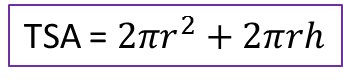 TSA = 2𝜋𝑟² + 2𝜋𝑟ℎ